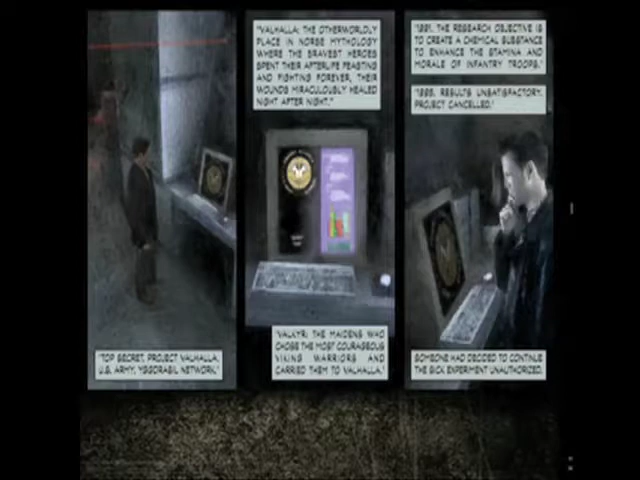 "TOP SECRET. PROJECT VALHALLA.
U.S. ARMY. YGGDRASIL NETWORK."
"VALHALLA: THE OTHERWORLDLY
PLACE IN NORSE MYTHOLOGY
WHERE THE BRAVEST HEROES
SPENT THEIR AFTERLIFE FEASTING
AND FIGHTING FOREVER, THEIR
WOUNDS MIRACULOUSLY HEALED
NIGHT AFTER NIGHT."
"VALKYR: THE MAIDENS WHO
CHOSE THE MOST COURAGEOUS
VIKING WARRIORS AND
CARRIED THEM TO VALHALLA."
"1991. THE RESEARCH OBJECTIVE IS
TO CREATE A CHEMICAL SUBSTANCE
TO ENHANCE THE STAMINA AND
MORALE OF INFANTRY TROOPS."
RESULTS UNSATISFACTORY.
PROJECT CANCELLED."
SOMEONE HAD DECIDED TO CONTINUE
THE SICK EXPERIMENT UNAUTHORIZED.